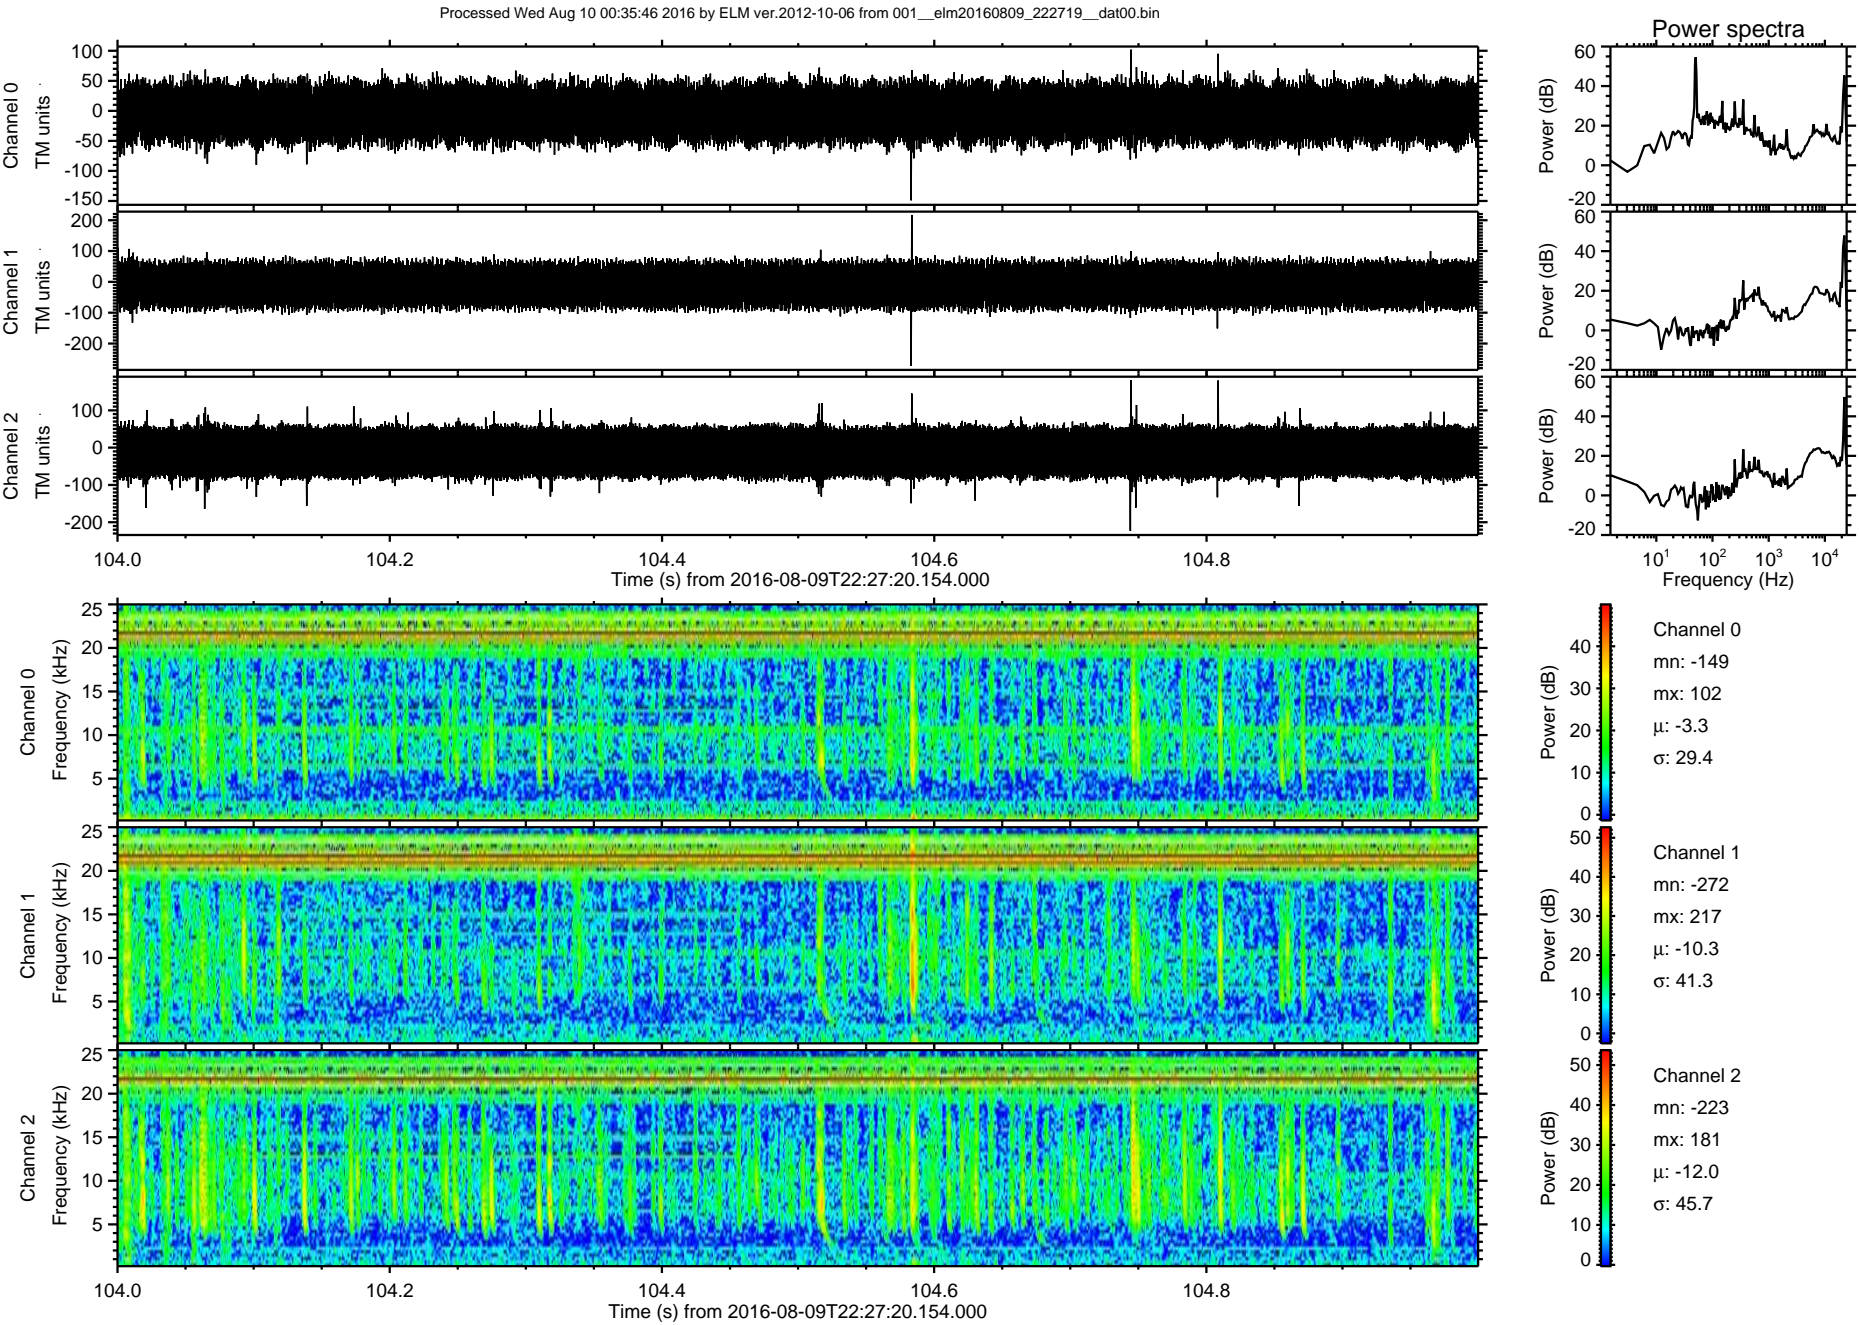 Processed Wed Aug 10 00:35:46 2016 by ELM ver.2012-10-06 from 001__elm20160809_222719__dat00.bin
Power spectra
Channel 0
TM units
100
50
0
-50
-100
-150
Power (dB)
60
40
20
0
-20
Channel 1
TM units
200
100
0
-100
-200
Power (dB)
60
40
20
0
-20
Channel 2
TM units
100
0
-100
-200
Power (dB)
60
40
20
0
-20
104.0 104.2 104.4 104.6 104.8
Time (s) from 2016-08-09T22:27:20.154.000
10¹ 10² 10³ 10⁴
Frequency (Hz)
Channel 0
Frequency (kHz)
25
20
15
10
5
Power (dB)
40
30
20
10
0
Channel 0
mn: -149
mx: 102
μ: -3.3
σ: 29.4
Channel 1
Frequency (kHz)
25
20
15
10
5
Power (dB)
50
40
30
20
10
0
Channel 1
mn: -272
mx: 217
μ: -10.3
σ: 41.3
Channel 2
Frequency (kHz)
25
20
15
10
5
Power (dB)
50
40
30
20
10
0
Channel 2
mn: -223
mx: 181
μ: -12.0
σ: 45.7
104.0 104.2 104.4 104.6 104.8
Time (s) from 2016-08-09T22:27:20.154.000